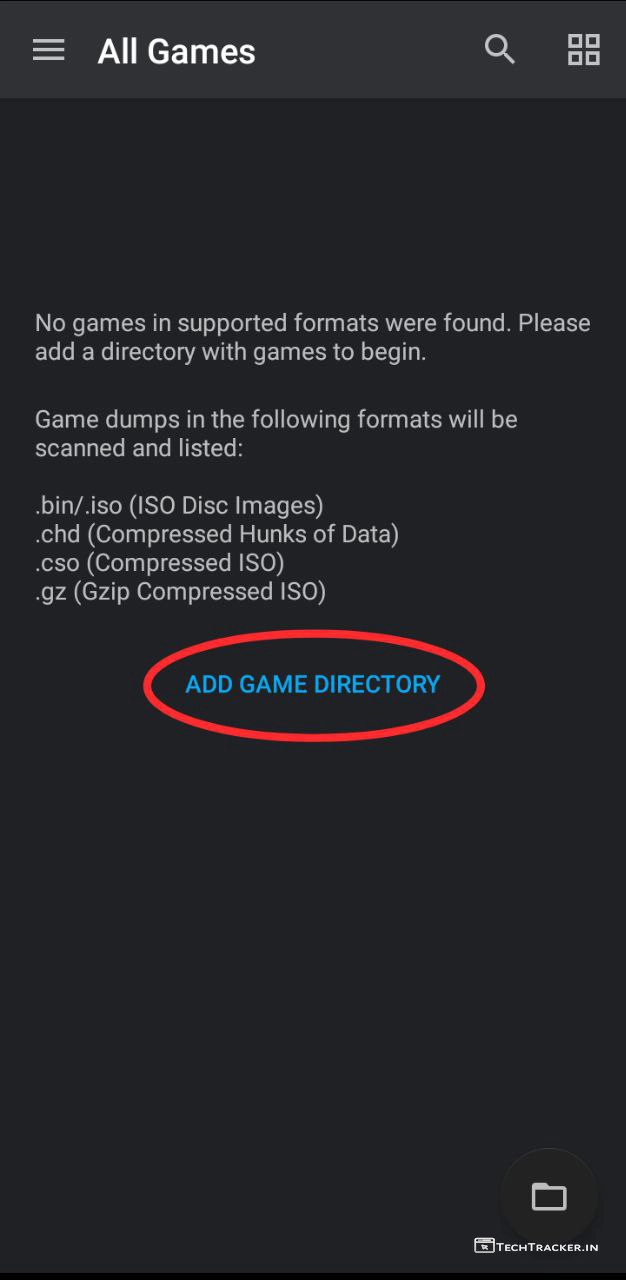 All Games
No games in supported formats were found. Please
add a directory with games to begin.
Game dumps in the following formats will be
scanned and listed:
.bin/.iso (ISO Disc Images)
.chd (Compressed Hunks of Data)
.cso (Compressed ISO)
.gz (Gzip Compressed ISO)
ADD GAME DIRECTORY
TECHTRACKER.IN